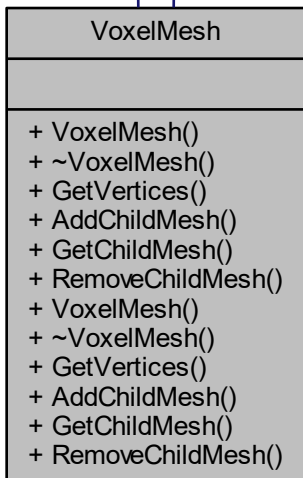 VoxelMesh
+ VoxelMesh()
+ ~VoxelMesh()
+ GetVertices()
+ AddChildMesh()
+ GetChildMesh()
+ RemoveChildMesh()
+ VoxelMesh()
+ ~VoxelMesh()
+ GetVertices()
+ AddChildMesh()
+ GetChildMesh()
+ RemoveChildMesh()